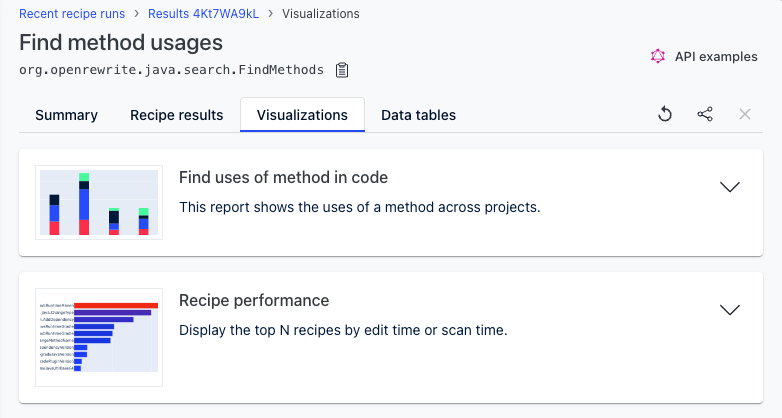 Recent recipe runs > Results 4Kt7WA9kL > Visualizations
Find method usages
org.openrewrite.java.search.FindMethods
API examples
Summary Recipe results Visualizations Data tables
Find uses of method in code
This report shows the uses of a method across projects.
Recipe performance
Display the top N recipes by edit time or scan time.